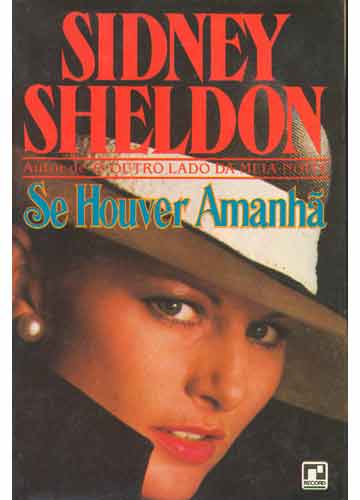 SIDNEY
SHELDON
Autor de O OUTRO LADO DA MEIA-NOITE
Se Houver Amanhã
RECORD